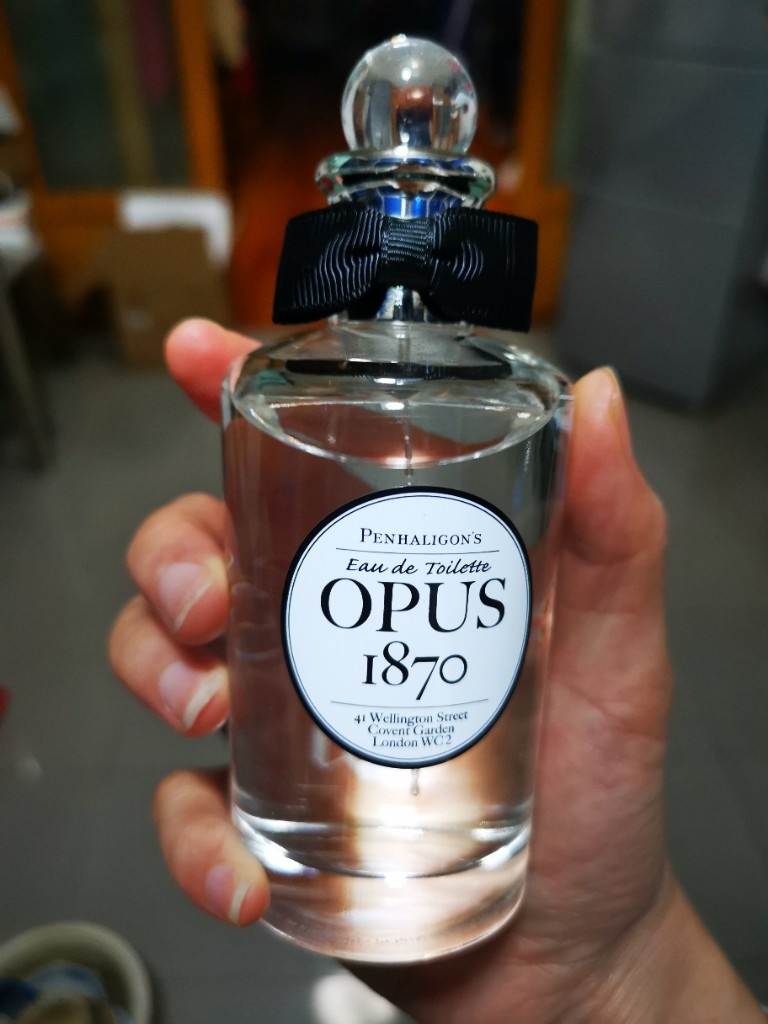 PENHALIGON'S
Eau de Toilette
OPUS
1870
41 Wellington Street
Covent Garden
London WC2